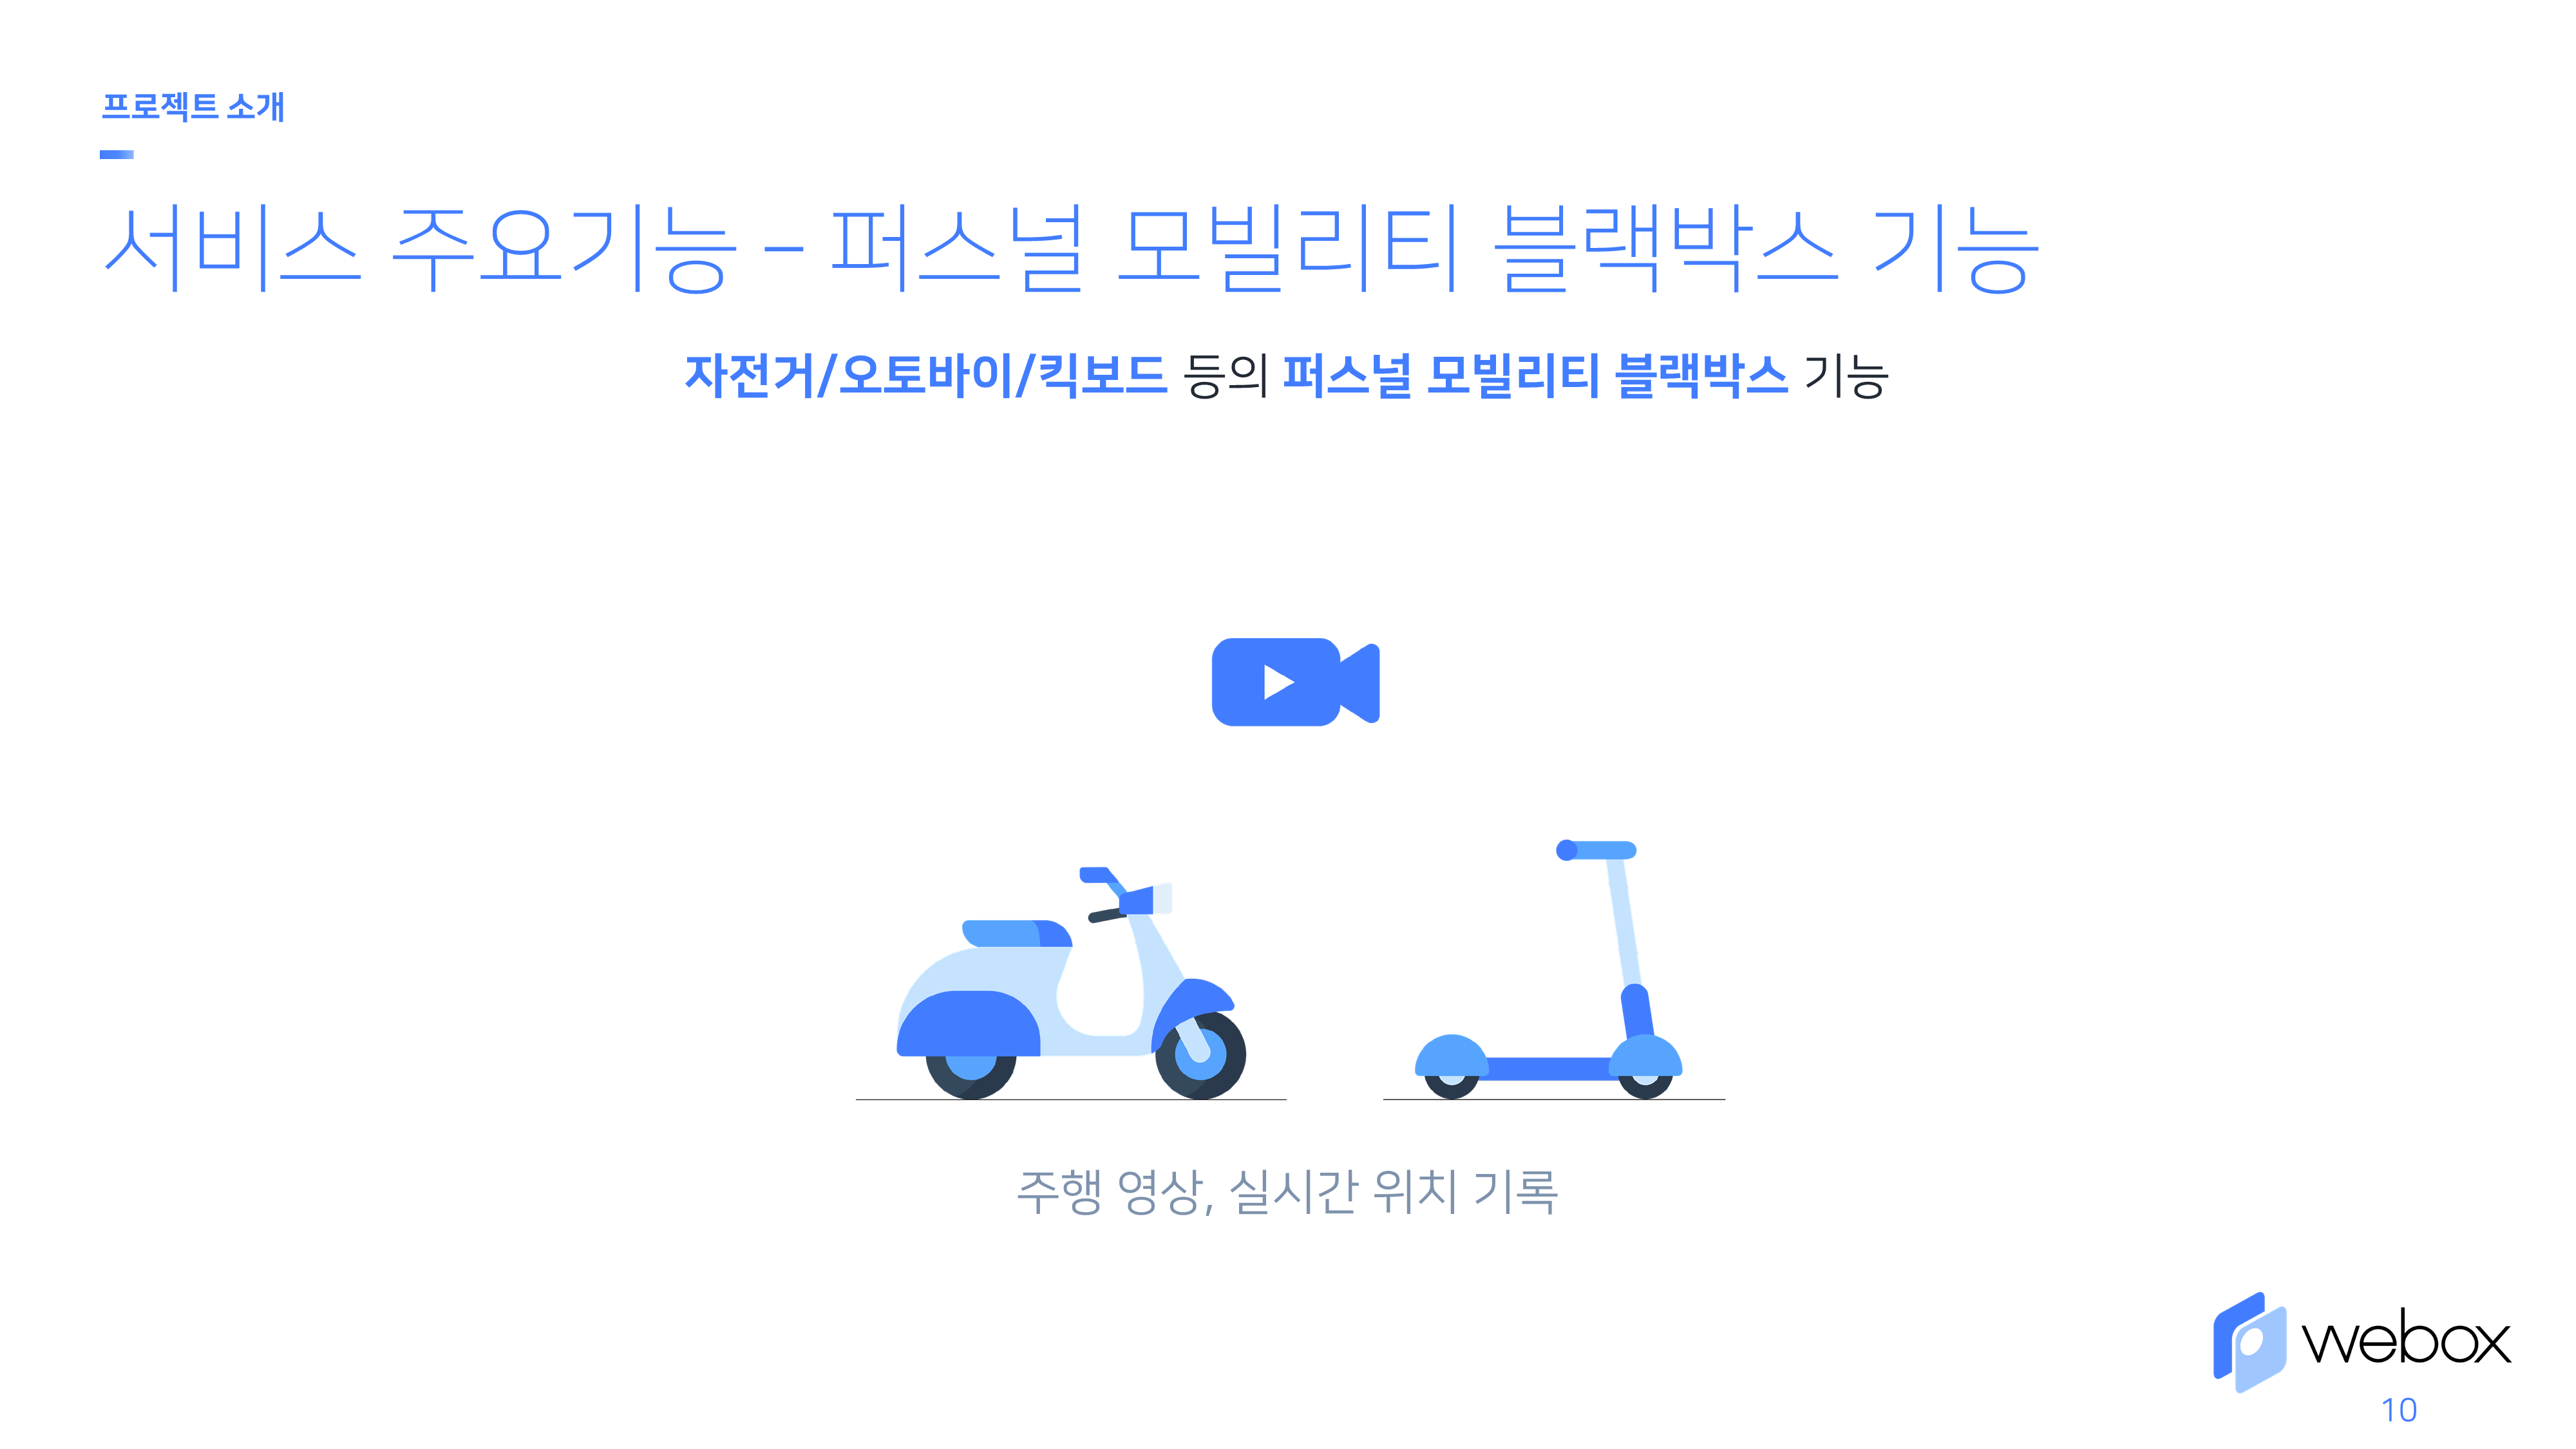 프로젝트 소개
서비스 주요기능 - 퍼스널 모빌리티 블랙박스 기능
자전거/오토바이/킥보드 등의 퍼스널 모빌리티 블랙박스 기능
주행 영상, 실시간 위치 기록
webox
10